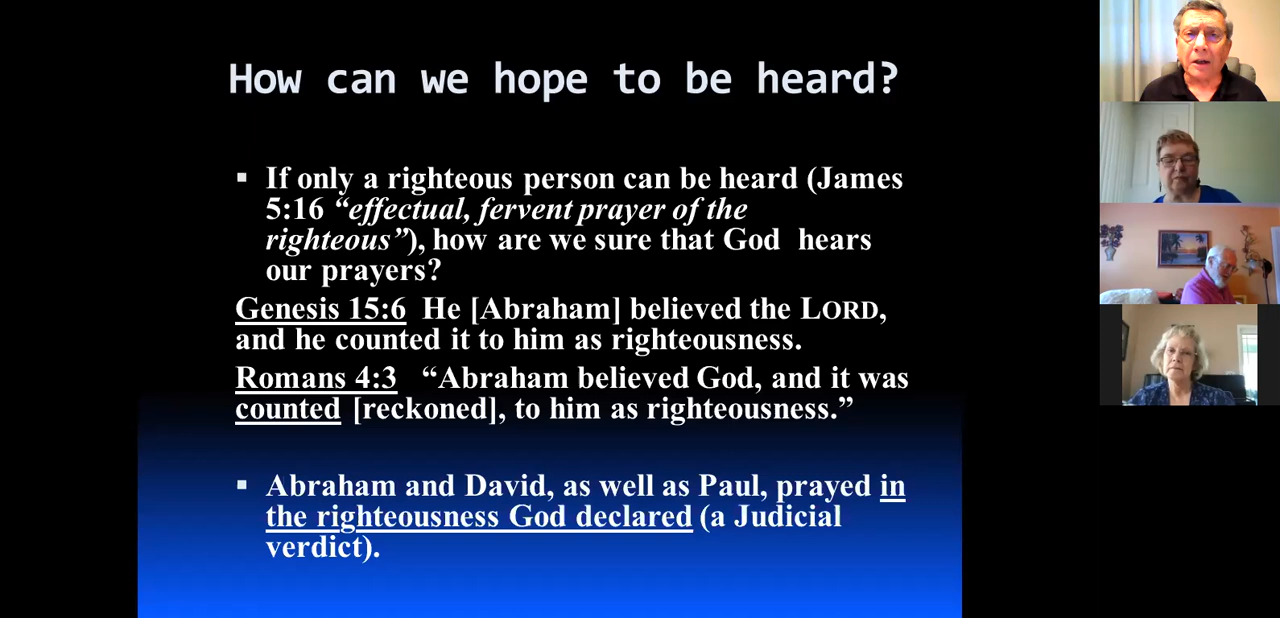 How can we hope to be heard?
▪ If only a righteous person can be heard (James
5:16 “effectual, fervent prayer of the
righteous”), how are we sure that God hears
our prayers?
Genesis 15:6 He [Abraham] believed the LORD,
and he counted it to him as righteousness.
Romans 4:3 “Abraham believed God, and it was
counted [reckoned], to him as righteousness.”
▪ Abraham and David, as well as Paul, prayed in
the righteousness God declared (a Judicial
verdict).